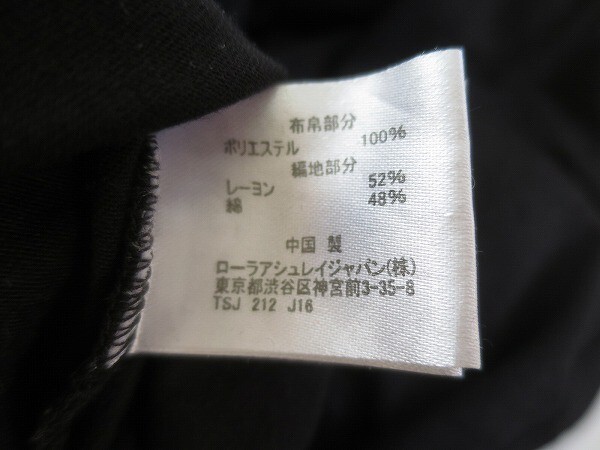 布帛部分
ポリエステル 100%
編地部分
レーヨン 52%
綿 48%
中国 製
ローラアシュレイジャパン(株)
東京都渋谷区神宮前3-35-8
TSJ 212 J16